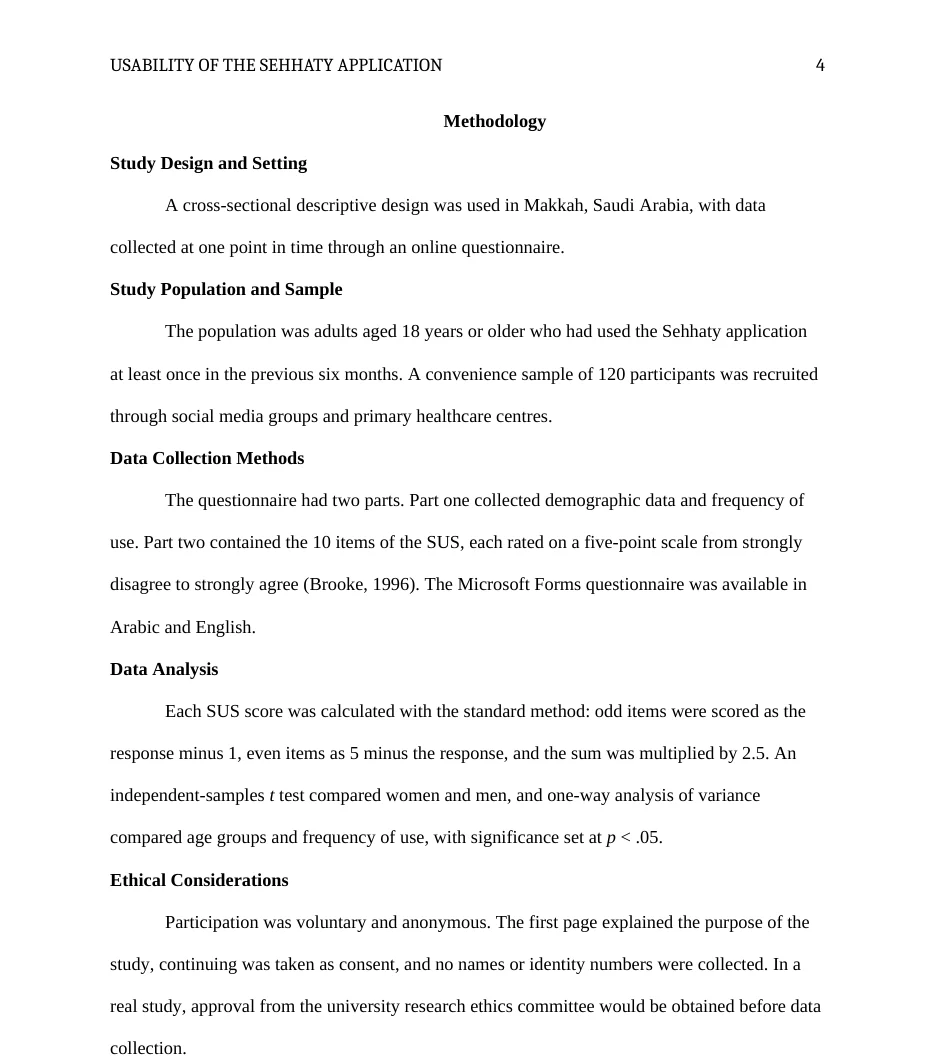 USABILITY OF THE SEHHATY APPLICATION 4
Methodology
Study Design and Setting
A cross-sectional descriptive design was used in Makkah, Saudi Arabia, with data
collected at one point in time through an online questionnaire.
Study Population and Sample
The population was adults aged 18 years or older who had used the Sehhaty application
at least once in the previous six months. A convenience sample of 120 participants was recruited
through social media groups and primary healthcare centres.
Data Collection Methods
The questionnaire had two parts. Part one collected demographic data and frequency of
use. Part two contained the 10 items of the SUS, each rated on a five-point scale from strongly
disagree to strongly agree (Brooke, 1996). The Microsoft Forms questionnaire was available in
Arabic and English.
Data Analysis
Each SUS score was calculated with the standard method: odd items were scored as the
response minus 1, even items as 5 minus the response, and the sum was multiplied by 2.5. An
independent-samples t test compared women and men, and one-way analysis of variance
compared age groups and frequency of use, with significance set at p < .05.
Ethical Considerations
Participation was voluntary and anonymous. The first page explained the purpose of the
study, continuing was taken as consent, and no names or identity numbers were collected. In a
real study, approval from the university research ethics committee would be obtained before data
collection.